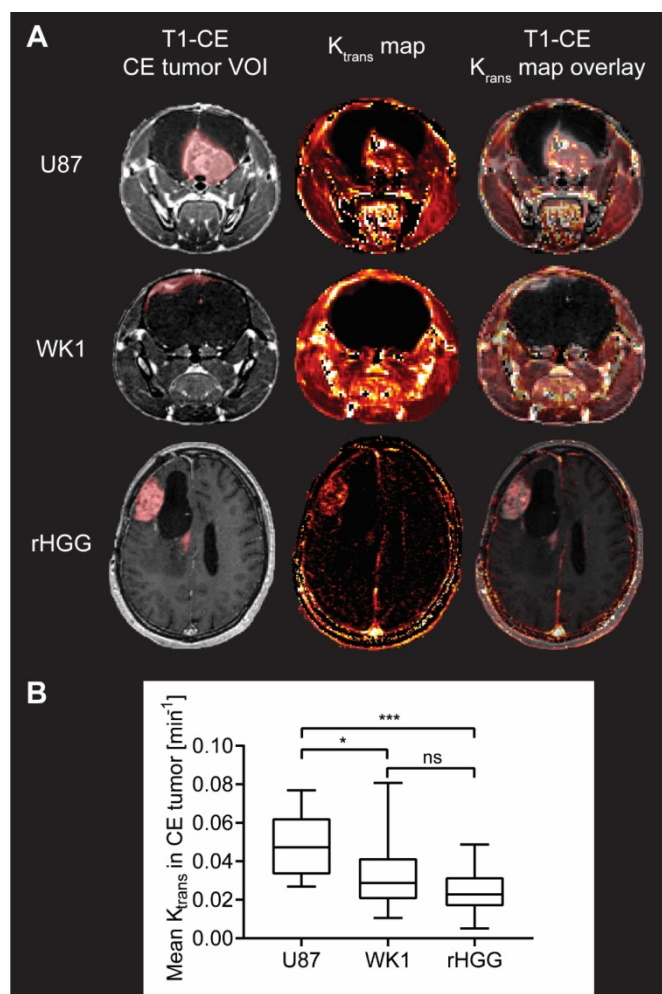 A
T1-CE
CE tumor VOI
Ktrans map
T1-CE
Krans map overlay
U87
WK1
rHGG
B
Mean Ktrans in CE tumor [min-1]
***
*
ns
0.10
0.08
0.06
0.04
0.02
0.00
U87
WK1
rHGG